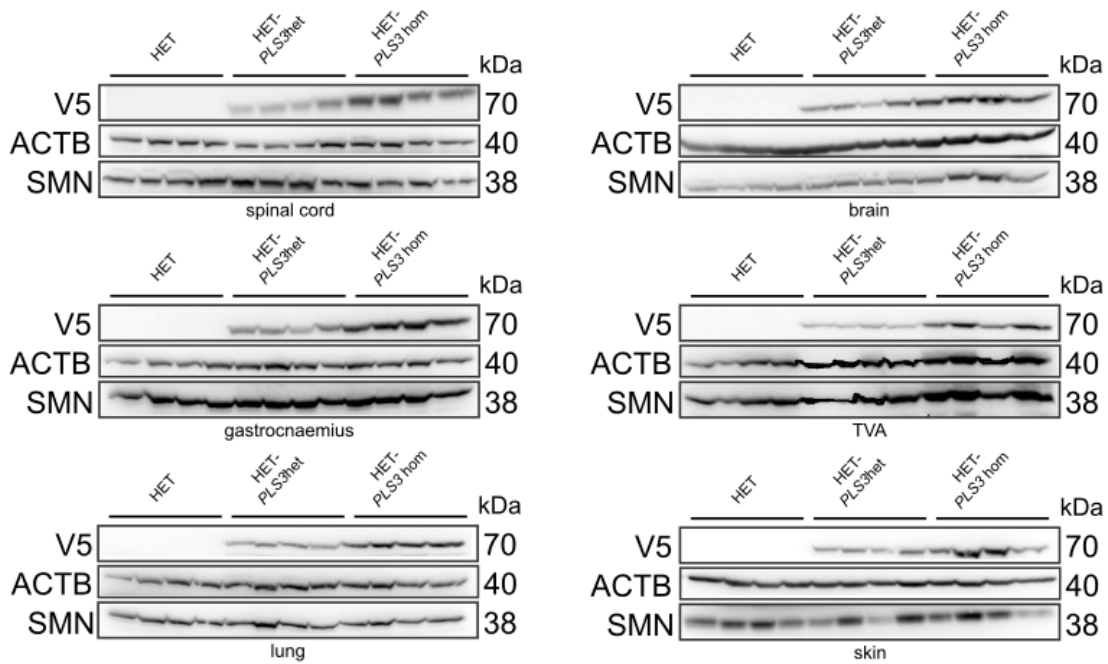 HET
HET-
PLS3het
HET-
PLS3 hom
kDa
V5
70
ACTB
40
SMN
38
spinal cord
HET
HET-
PLS3het
HET-
PLS3 hom
kDa
V5
70
ACTB
40
SMN
38
brain
HET
HET-
PLS3het
HET-
PLS3 hom
kDa
V5
70
ACTB
40
SMN
38
gastrocnaemius
HET
HET-
PLS3het
HET-
PLS3 hom
kDa
V5
70
ACTB
40
SMN
38
TVA
HET
HET-
PLS3het
HET-
PLS3 hom
kDa
V5
70
ACTB
40
SMN
38
lung
HET
HET-
PLS3het
HET-
PLS3 hom
kDa
V5
70
ACTB
40
SMN
38
skin